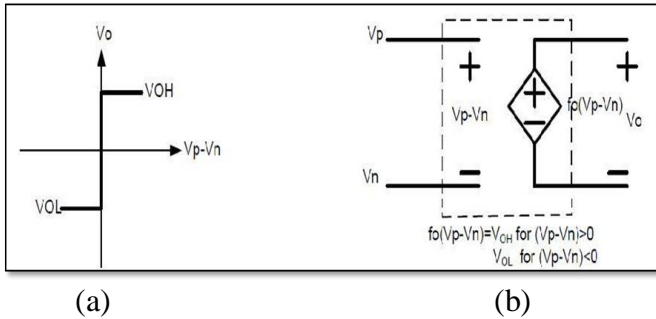 Vo
VOH
Vp-Vn
VOL
Vp
+
+
+
Vp-Vn
fo(Vp-Vn)
Vo
Vn
fo(Vp-Vn)=VOH for (Vp-Vn)>0
VOL for (Vp-Vn)<0
(a)
(b)